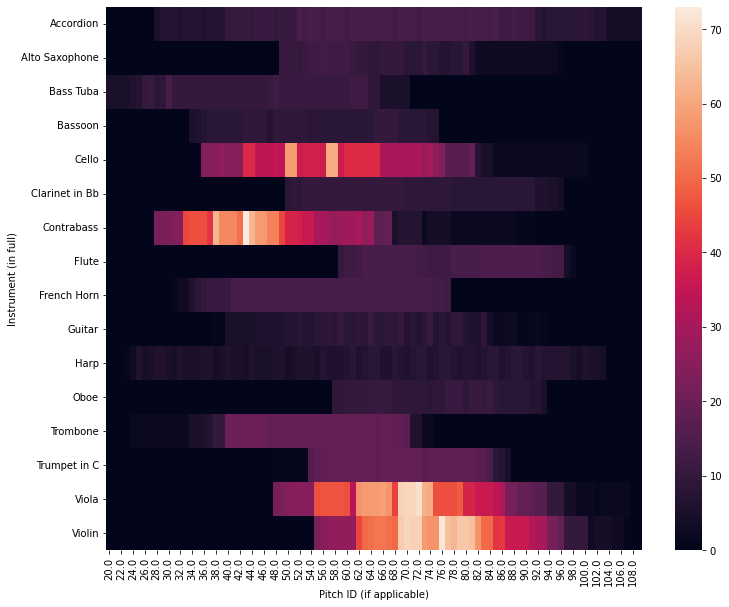 Accordion
Alto Saxophone
Bass Tuba
Bassoon
Cello
Clarinet in Bb
Contrabass
Flute
French Horn
Guitar
Harp
Oboe
Trombone
Trumpet in C
Viola
Violin
Instrument (in full)
20.0 22.0 24.0 26.0 28.0 30.0 32.0 34.0 36.0 38.0 40.0 42.0 44.0 46.0 48.0 50.0 52.0 54.0 56.0 58.0 60.0 62.0 64.0 66.0 68.0 70.0 72.0 74.0 76.0 78.0 80.0 82.0 84.0 86.0 88.0 90.0 92.0 94.0 96.0 98.0 100.0 102.0 104.0 106.0 108.0
Pitch ID (if applicable)
70
60
50
40
30
20
10
0